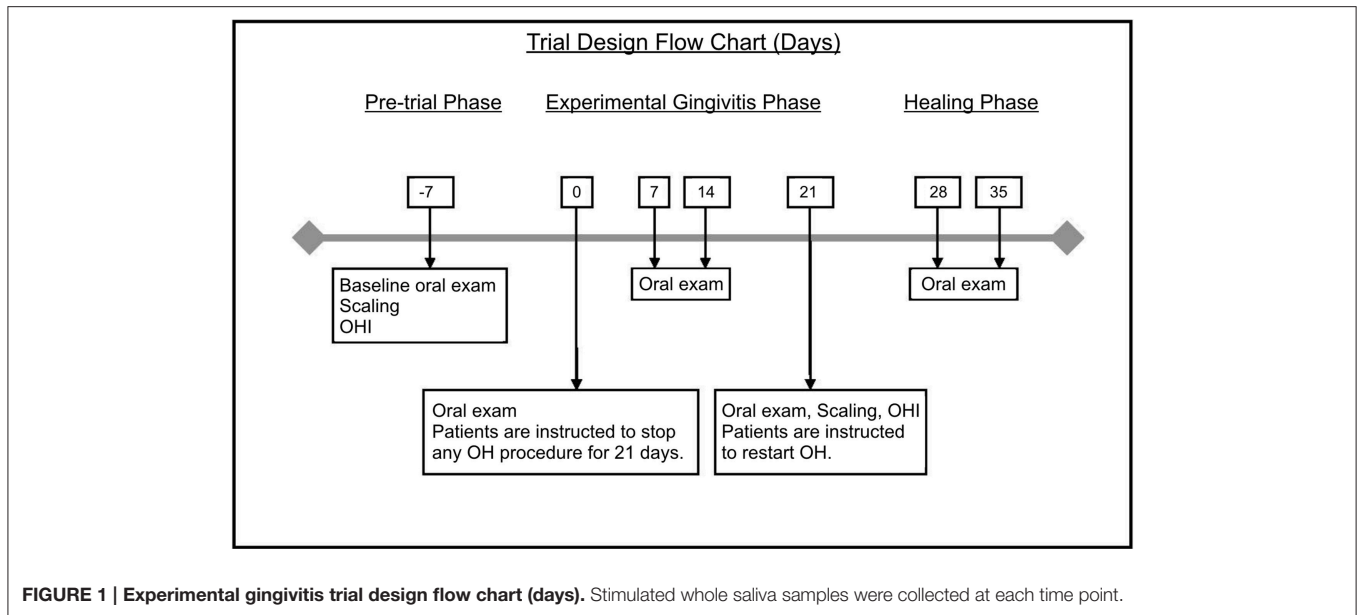 Trial Design Flow Chart (Days)
Pre-trial Phase
Experimental Gingivitis Phase
Healing Phase
-7
0
7
14
21
28
35
Baseline oral exam
Scaling
OHI
Oral exam
Oral exam
Oral exam
Patients are instructed to stop
any OH procedure for 21 days.
Oral exam, Scaling, OHI
Patients are instructed
to restart OH.
FIGURE 1 | Experimental gingivitis trial design flow chart (days). Stimulated whole saliva samples were collected at each time point.